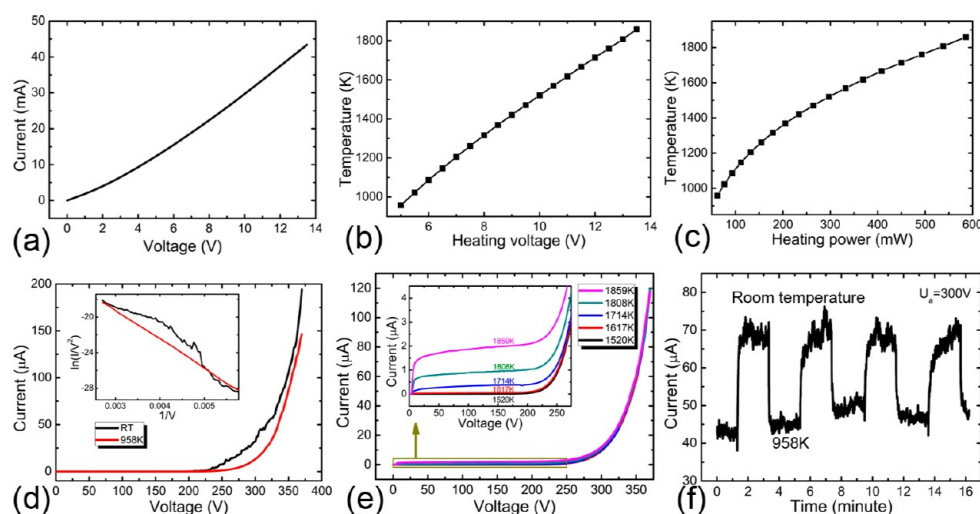 50
40
30
20
10
0
Current (mA)
0 2 4 6 8 10 12 14
Voltage (V)
(a)
1800
1600
1400
1200
1000
Temperature (K)
6 8 10 12 14
Heating voltage (V)
(b)
1800
1600
1400
1200
1000
Temperature (K)
100 200 300 400 500 600
Heating power (mW)
(c)
200
150
100
50
0
Current (μA)
-20
-24
-28
ln(I/V²)
0.003 0.004 0.005
1/V
RT
958K
0 50 100 150 200 250 300 350 400
Voltage (V)
(d)
120
100
80
60
40
20
0
Current (μA)
4
3
2
1
0
Current (μA)
1859K
1808K
1714K
1617K
1520K
0 50 100 150 200 250
Voltage (V)
1859K
1808K
1714K
1617K
1520K
0 50 100 150 200 250 300 350
Voltage (V)
(e)
90
80
70
60
50
40
30
Current (μA)
Room temperature
Uₐ=300V
958K
0 2 4 6 8 10 12 14 16
Time (minute)
(f)